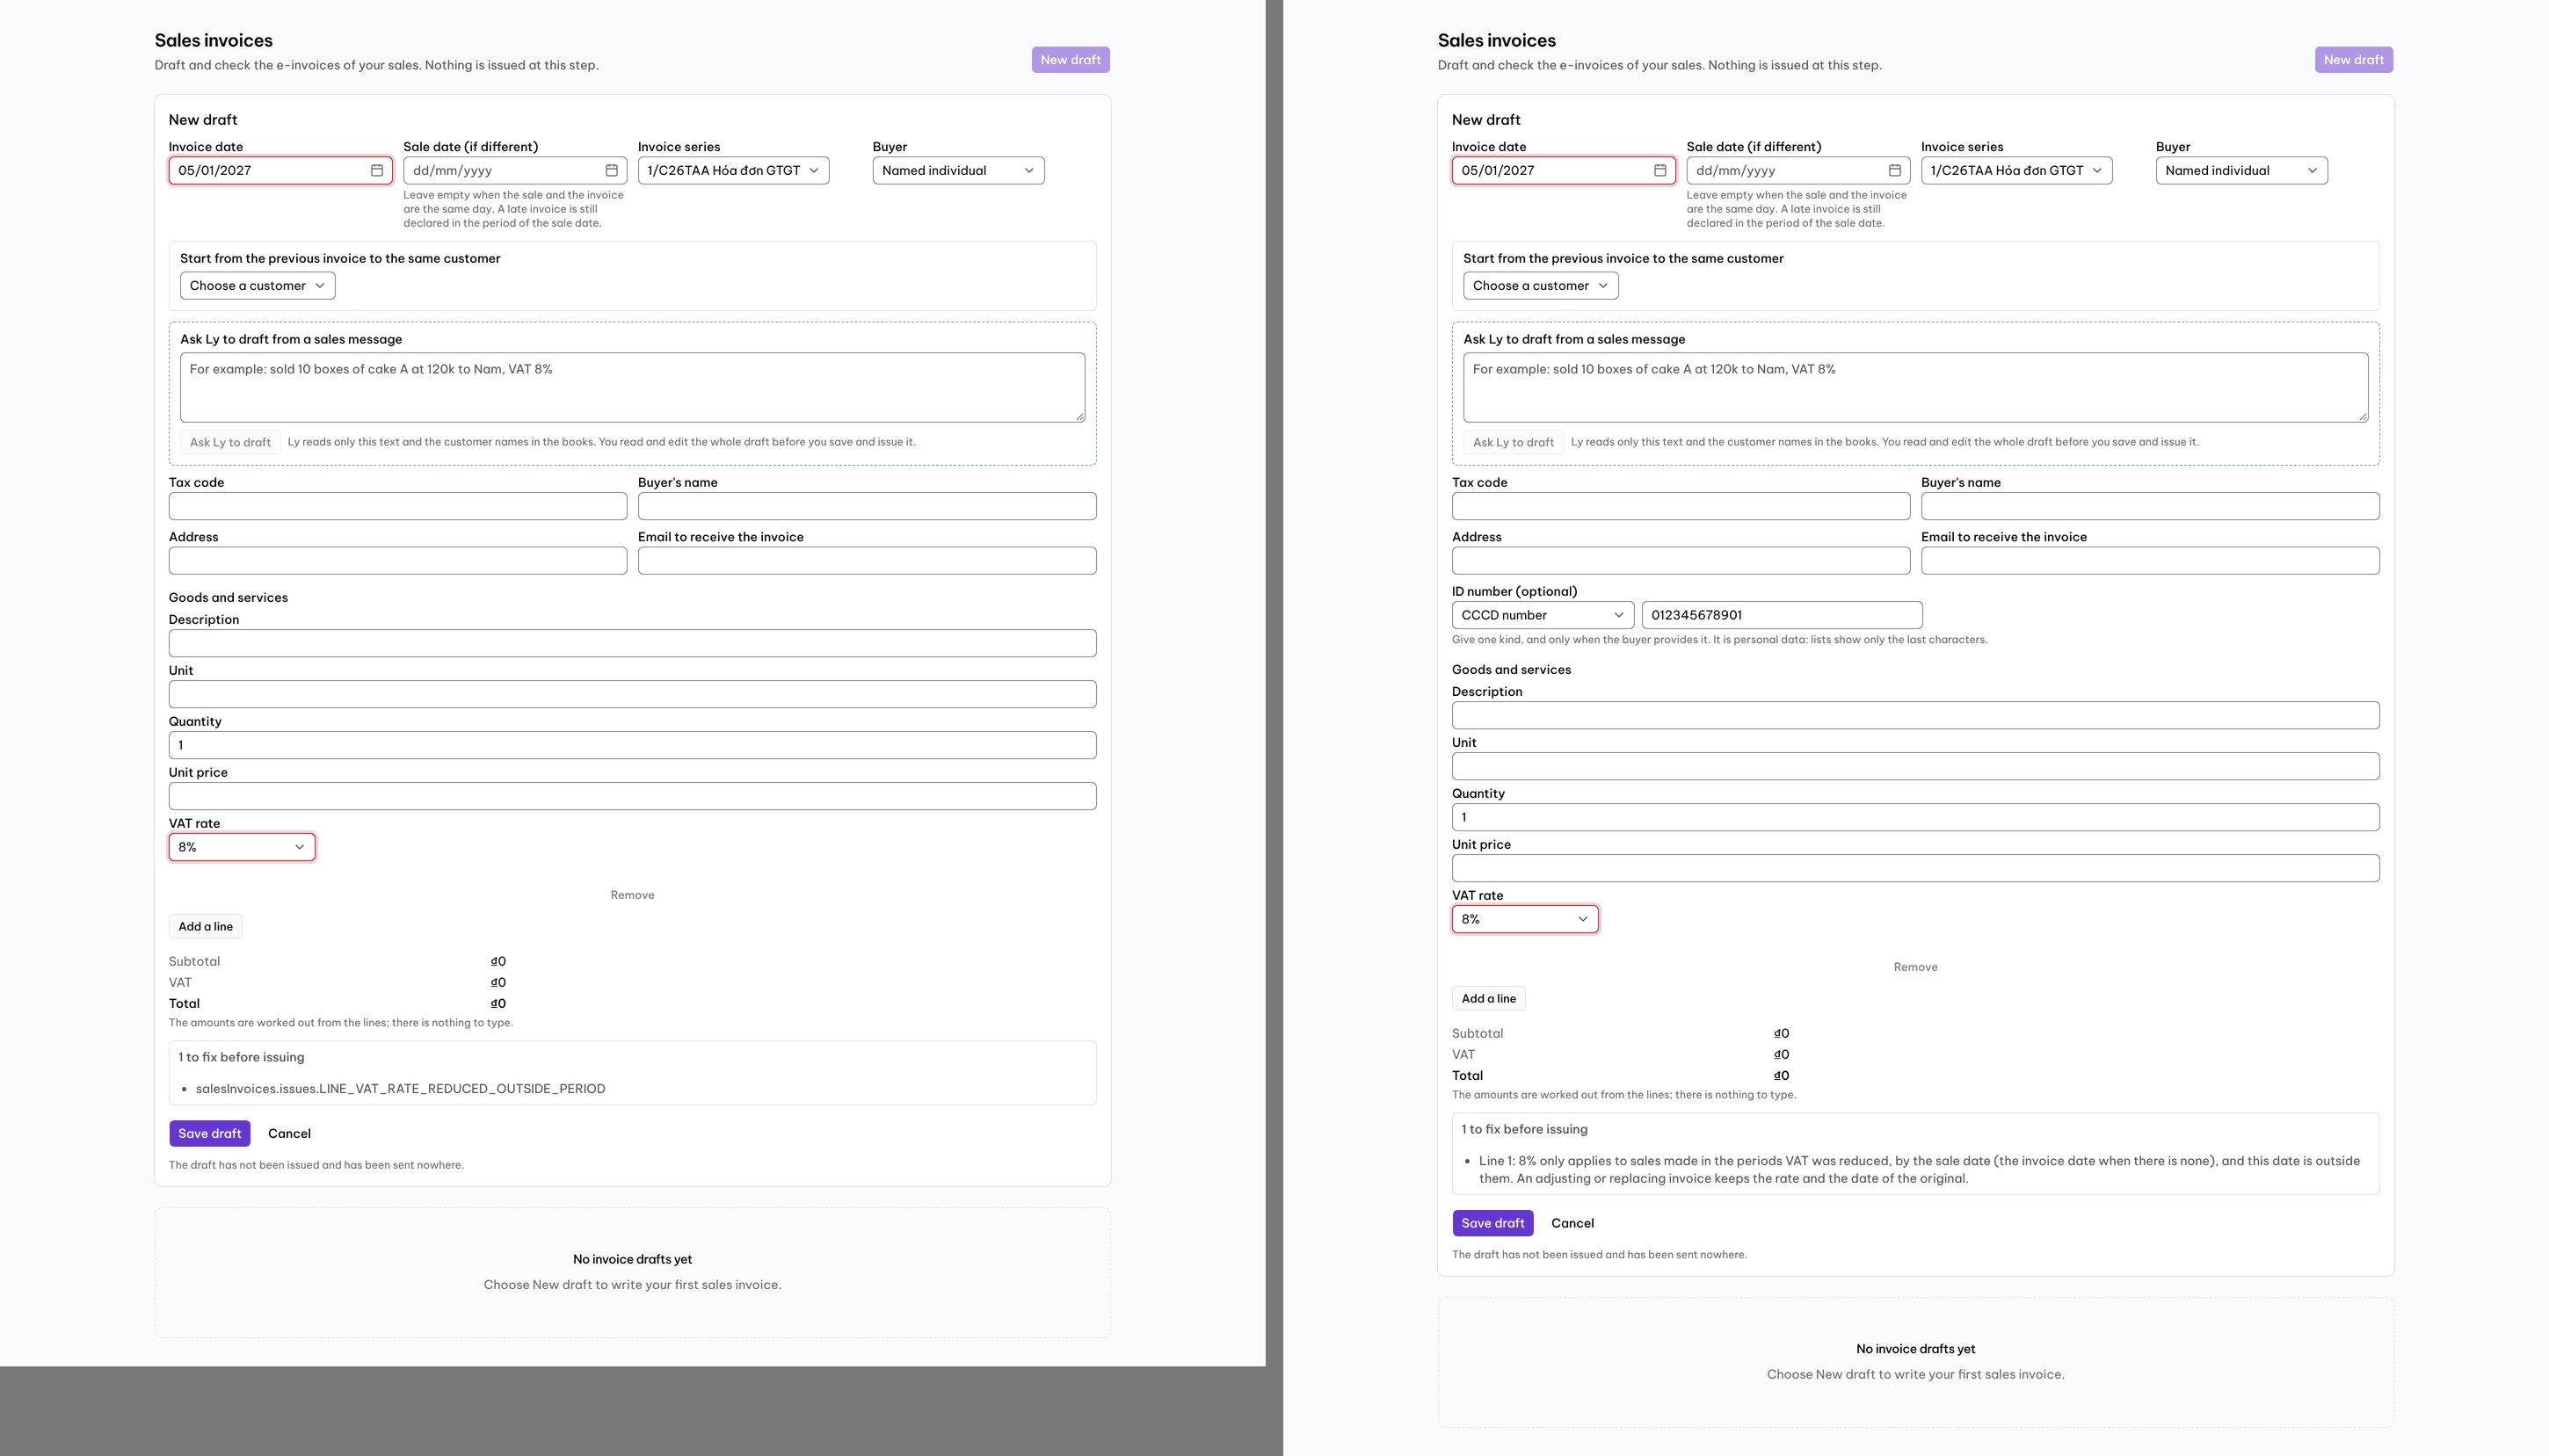 Sales invoices
Draft and check the e-invoices of your sales. Nothing is issued at this step.
New draft
New draft
Invoice date
Sale date (if different)
Invoice series
Buyer
05/01/2027
dd/mm/yyyy
1/C26TAA Hóa đơn GTGT
Named individual
Leave empty when the sale and the invoice
are the same day. A late invoice is still
declared in the period of the sale date.
Start from the previous invoice to the same customer
Choose a customer
Ask Ly to draft from a sales message
For example: sold 10 boxes of cake A at 120k to Nam, VAT 8%
Ask Ly to draft
Ly reads only this text and the customer names in the books. You read and edit the whole draft before you save and issue it.
Tax code
Buyer's name
Address
Email to receive the invoice
Goods and services
Description
Unit
Quantity
1
Unit price
VAT rate
8%
Remove
Add a line
Subtotal
₫0
VAT
₫0
Total
₫0
The amounts are worked out from the lines; there is nothing to type.
1 to fix before issuing
• salesInvoices.issues.LINE_VAT_RATE_REDUCED_OUTSIDE_PERIOD
Save draft
Cancel
The draft has not been issued and has been sent nowhere.
No invoice drafts yet
Choose New draft to write your first sales invoice.
Sales invoices
Draft and check the e-invoices of your sales. Nothing is issued at this step.
New draft
New draft
Invoice date
Sale date (if different)
Invoice series
Buyer
05/01/2027
dd/mm/yyyy
1/C26TAA Hóa đơn GTGT
Named individual
Leave empty when the sale and the invoice
are the same day. A late invoice is still
declared in the period of the sale date.
Start from the previous invoice to the same customer
Choose a customer
Ask Ly to draft from a sales message
For example: sold 10 boxes of cake A at 120k to Nam, VAT 8%
Ask Ly to draft
Ly reads only this text and the customer names in the books. You read and edit the whole draft before you save and issue it.
Tax code
Buyer's name
Address
Email to receive the invoice
ID number (optional)
CCCD number
012345678901
Give one kind, and only when the buyer provides it. It is personal data: lists show only the last characters.
Goods and services
Description
Unit
Quantity
1
Unit price
VAT rate
8%
Remove
Add a line
Subtotal
₫0
VAT
₫0
Total
₫0
The amounts are worked out from the lines; there is nothing to type.
1 to fix before issuing
• Line 1: 8% only applies to sales made in the periods VAT was reduced, by the sale date (the invoice date when there is none), and this date is outside
them. An adjusting or replacing invoice keeps the rate and the date of the original.
Save draft
Cancel
The draft has not been issued and has been sent nowhere.
No invoice drafts yet
Choose New draft to write your first sales invoice.